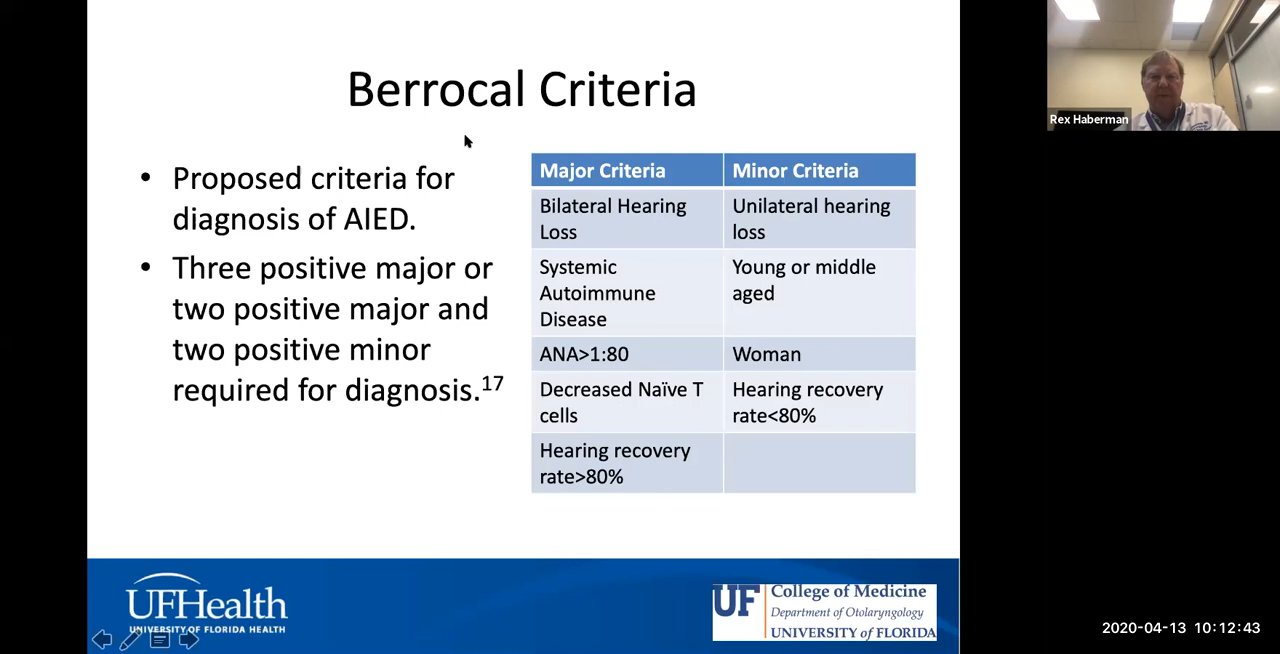 Berrocal Criteria
• Proposed criteria for
diagnosis of AIED.
• Three positive major or
two positive major and
two positive minor
required for diagnosis.17
Major Criteria
Minor Criteria
Bilateral Hearing
Loss
Unilateral hearing
loss
Systemic
Autoimmune
Disease
Young or middle
aged
ANA>1:80
Woman
Decreased Naïve T
cells
Hearing recovery
rate<80%
Hearing recovery
rate>80%
UFHealth
UNIVERSITY OF FLORIDA HEALTH
UF
College of Medicine
Department of Otolaryngology
UNIVERSITY of FLORIDA
Rex Haberman
2020-04-13 10:12:43